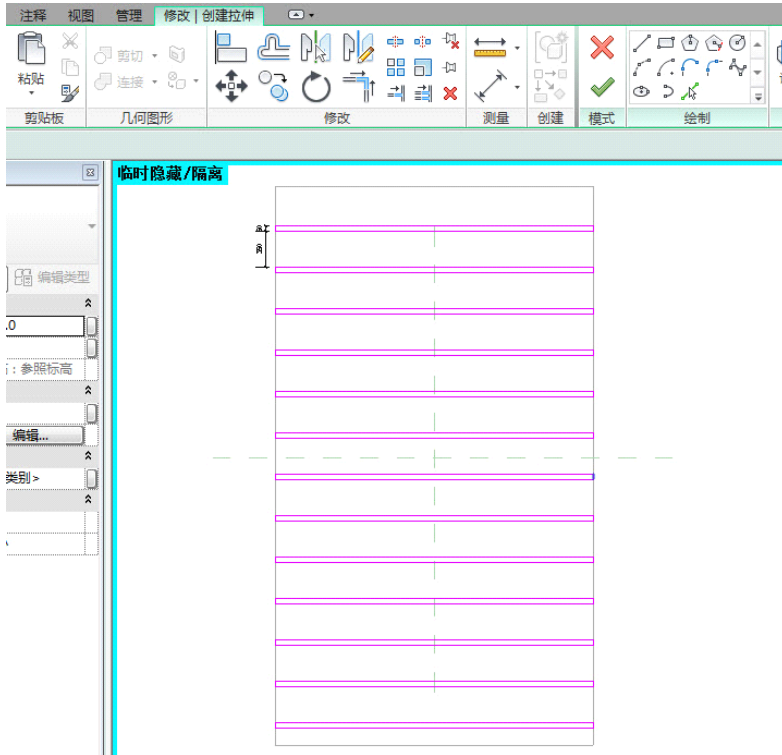 注释 视图 管理 修改 | 创建拉伸
粘贴 剪切 连接
剪贴板 几何图形 修改 测量 创建 模式 绘制
临时隐藏/隔离
编辑类型
.0
：参照标高
编辑...
类别>